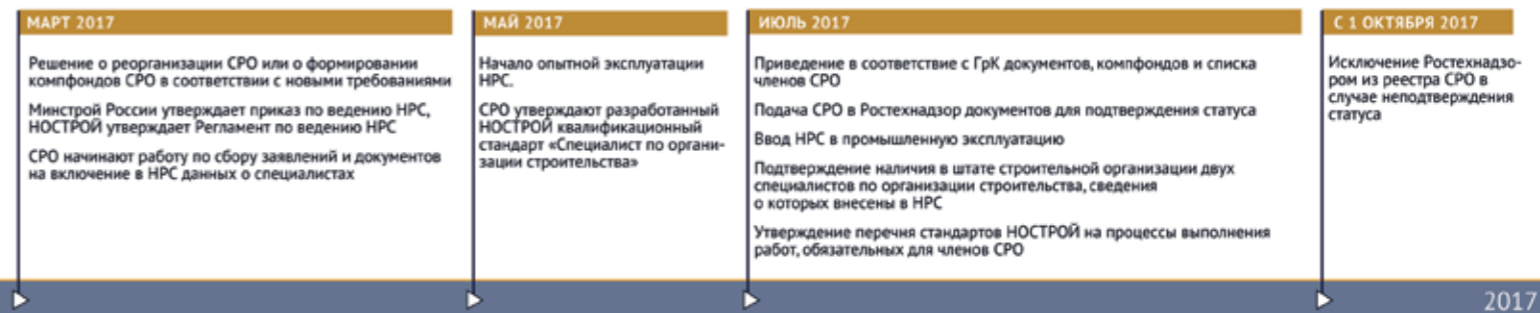 МАРТ 2017
Решение о реорганизации СРО или о формировании
компфондов СРО в соответствии с новыми требованиями
Минстрой России утверждает приказ по ведению НРС,
НОСТРОЙ утверждает Регламент по ведению НРС
СРО начинают работу по сбору заявлений и документов
на включение в НРС данных о специалистах
МАЙ 2017
Начало опытной эксплуатации
НРС.
СРО утверждают разработанный
НОСТРОЙ квалификационный
стандарт «Специалист по органи-
зации строительства»
ИЮЛЬ 2017
Приведение в соответствие с ГрК документов, компфондов и списка
членов СРО
Подача СРО в Ростехнадзор документов для подтверждения статуса
Ввод НРС в промышленную эксплуатацию
Подтверждение наличия в штате строительной организации двух
специалистов по организации строительства, сведения
о которых внесены в НРС
Утверждение перечня стандартов НОСТРОЙ на процессы выполнения
работ, обязательных для членов СРО
С 1 ОКТЯБРЯ 2017
Исключение Ростехнадзо-
ром из реестра СРО в
случае неподтверждения
статуса
2017